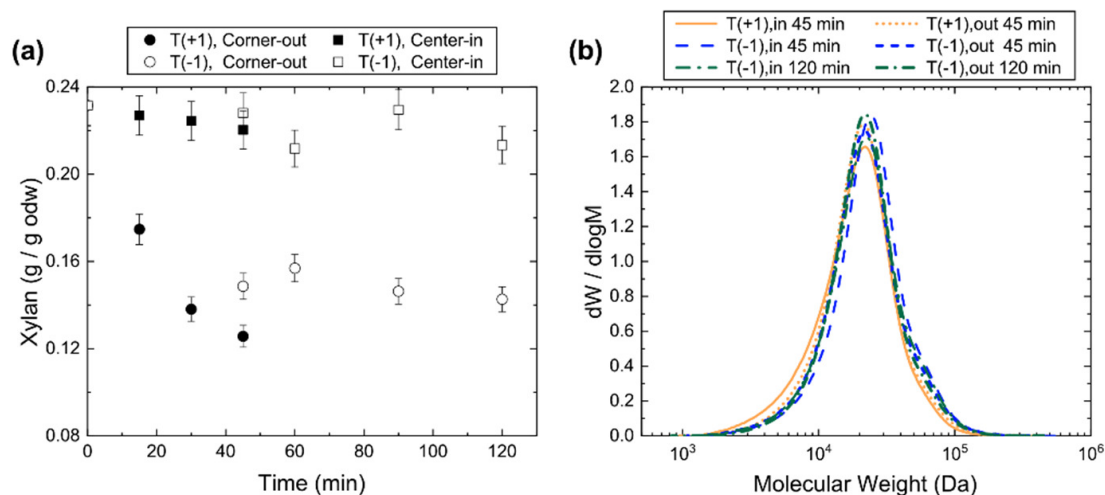 (a)
T(+1), Corner-out
T(+1), Center-in
T(-1), Corner-out
T(-1), Center-in
0.24
0.20
0.16
0.12
0.08
Xylan (g / g odw)
0 20 40 60 80 100 120
Time (min)
(b)
T(+1),in 45 min
T(+1),out 45 min
T(-1),in 45 min
T(-1),out 45 min
T(-1),in 120 min
T(-1),out 120 min
2.0
1.8
1.6
1.4
1.2
1.0
0.8
0.6
0.4
0.2
0.0
dW / dlogM
10³ 10⁴ 10⁵ 10⁶
Molecular Weight (Da)